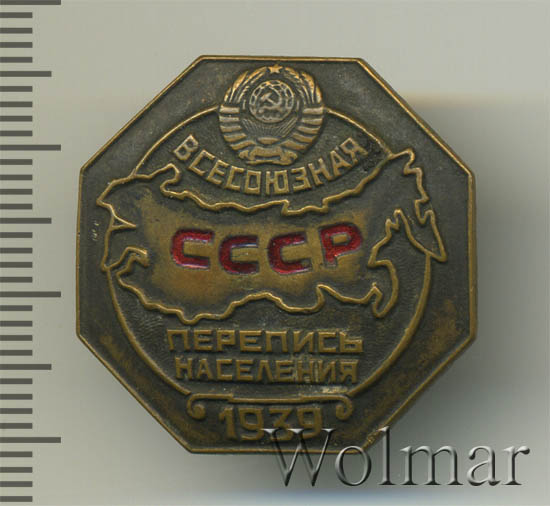 ВСЕСОЮЗНАЯ
СССР
ПЕРЕПИСЬ
НАСЕЛЕНИЯ
1939
Wolmar